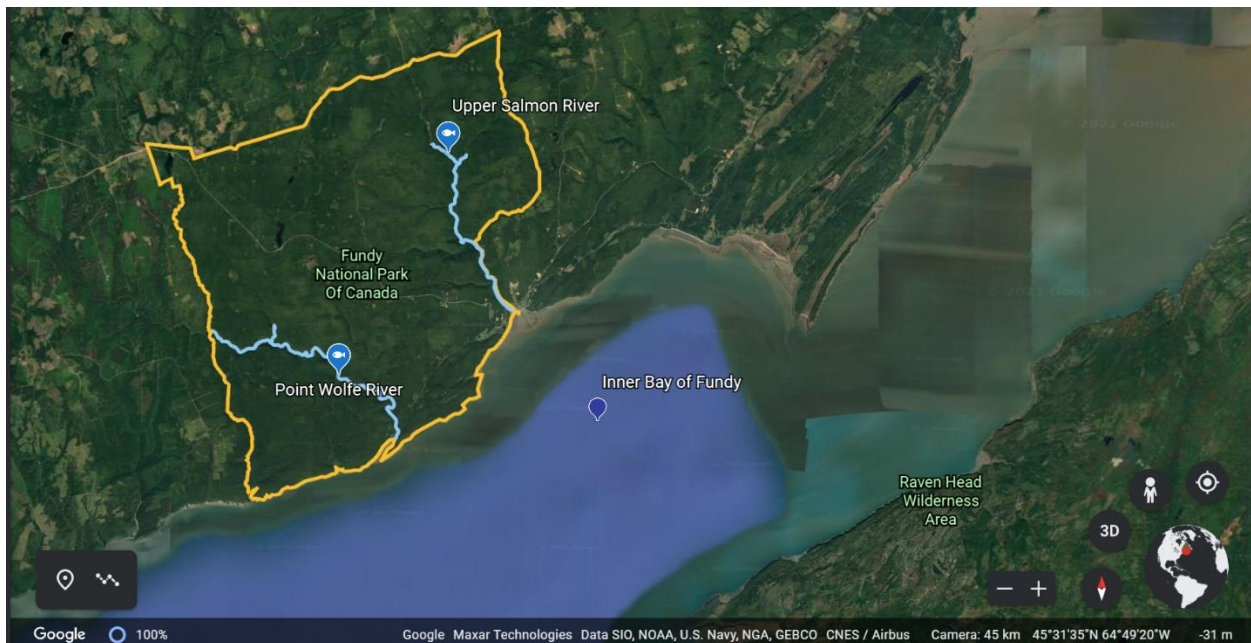 © 2021 Google
Upper Salmon River
Fundy
National Park
Of Canada
© 2021 Google
Inner Bay of Fundy
Point Wolfe River
Raven Head
Wilderness
Area
3D
Google 100% Google Maxar Technologies Data SIO, NOAA, U.S. Navy, NGA, GEBCO CNES / Airbus Camera: 45 km 45°31'35"N 64°49'20"W -31 m